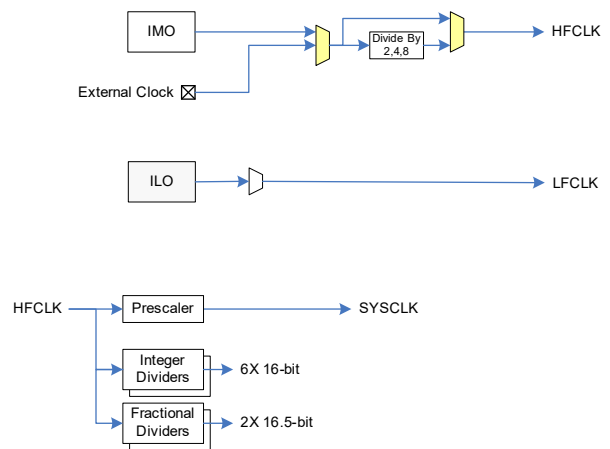 IMO
HFCLK
Divide By
2,4,8
External Clock
ILO
LFCLK
HFCLK
Prescaler
SYSCLK
Integer
Dividers
6X 16-bit
Fractional
Dividers
2X 16.5-bit